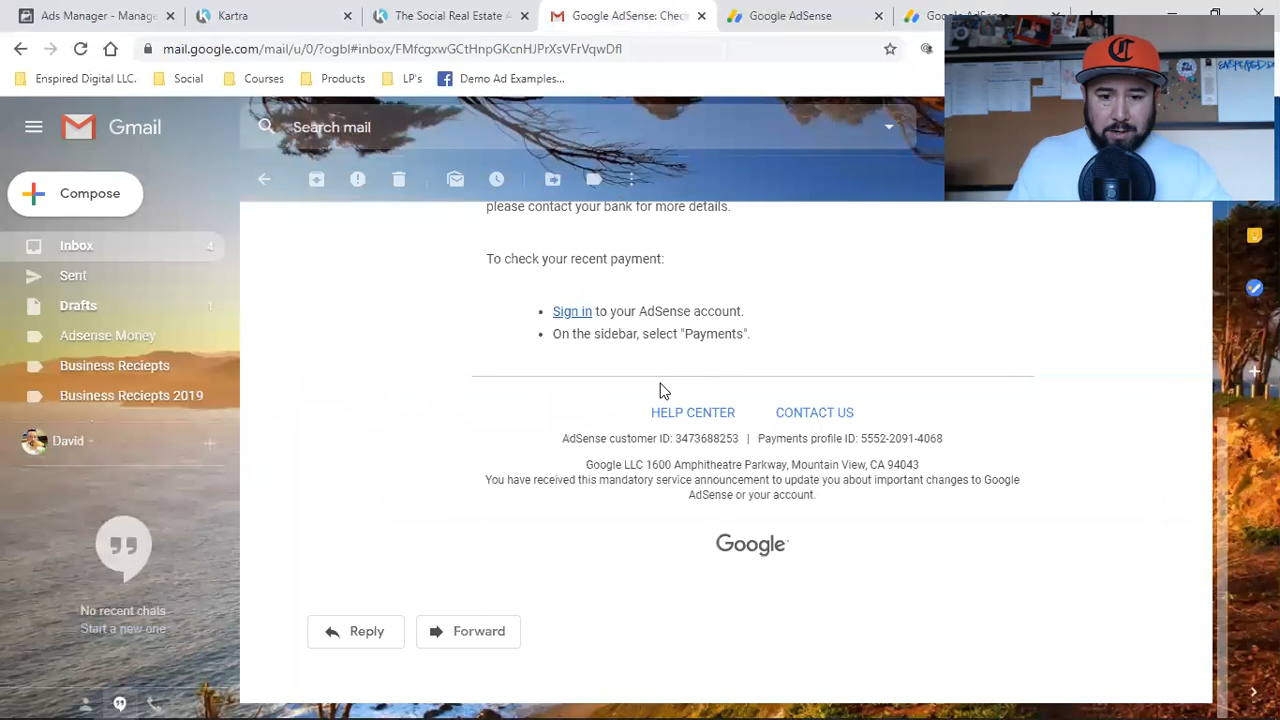 Ads Manager - Manage
Kartra
The Social Real Estate A
Google AdSense: Chec
Google AdSense
Google AdSense
mail.google.com/mail/u/0/?ogbl#inbox/FMfcgxwGCtHnpGKcnHJPrXsVFrVqwDfl
Enspired Digital LLC.
Social
Courses
Products
LP's
Demo Ad Examples...
Gmail
Search mail
Compose
Inbox 4
Sent
Drafts 1
Adsense Money
Business Reciepts
Business Reciepts 2019
David
No recent chats
Start a new one
please contact your bank for more details.
To check your recent payment:
• Sign in to your AdSense account.
• On the sidebar, select "Payments".
HELP CENTER CONTACT US
AdSense customer ID: 3473688253 | Payments profile ID: 5552-2091-4068
Google LLC 1600 Amphitheatre Parkway, Mountain View, CA 94043
You have received this mandatory service announcement to update you about important changes to Google
AdSense or your account.
Google
Reply
Forward